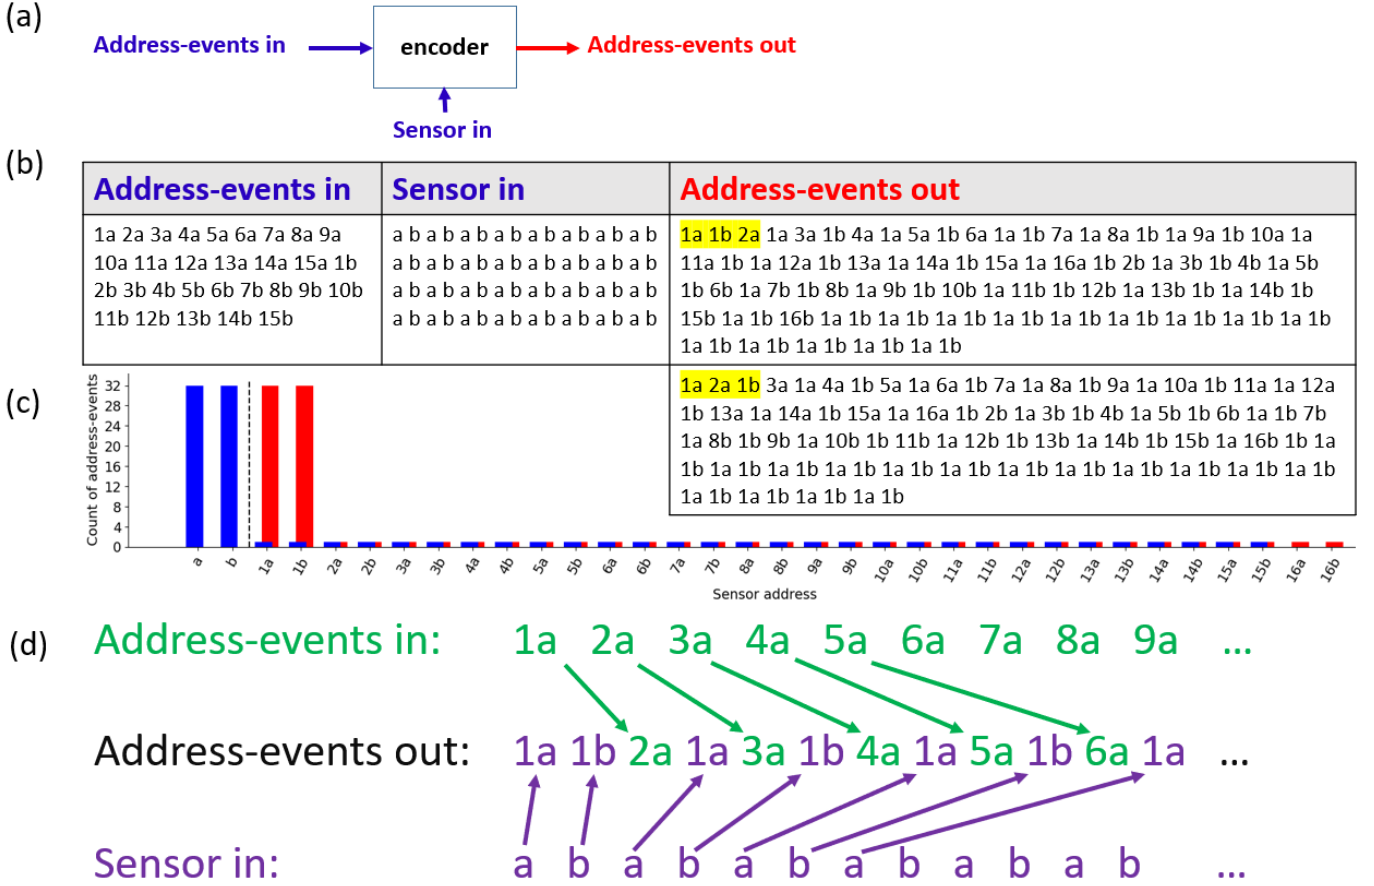 (a)
Address-events in
encoder
Address-events out
Sensor in
(b)
Address-events in
Sensor in
Address-events out
1a 2a 3a 4a 5a 6a 7a 8a 9a
10a 11a 12a 13a 14a 15a 1b
2b 3b 4b 5b 6b 7b 8b 9b 10b
11b 12b 13b 14b 15b
a b a b a b a b a b a b a b a b
a b a b a b a b a b a b a b a b
a b a b a b a b a b a b a b a b
a b a b a b a b a b a b a b a b
1a 1b 2a 1a 3a 1b 4a 1a 5a 1b 6a 1a 1b 7a 1a 8a 1b 1a 9a 1b 10a 1a
11a 1b 1a 12a 1b 13a 1a 14a 1b 15a 1a 16a 1b 2b 1a 3b 1b 4b 1a 5b
1b 6b 1a 7b 1b 8b 1a 9b 1b 10b 1a 11b 1b 12b 1a 13b 1b 1a 14b 1b
15b 1a 1b 16b 1a 1b 1a 1b 1a 1b 1a 1b 1a 1b 1a 1b 1a 1b 1a 1b 1a 1b
1a 1b 1a 1b 1a 1b 1a 1b 1a 1b
1a 2a 1b 3a 1a 4a 1b 5a 1a 6a 1b 7a 1a 8a 1b 9a 1a 10a 1b 11a 1a 12a
1b 13a 1a 14a 1b 15a 1a 16a 1b 2b 1a 3b 1b 4b 1a 5b 1b 6b 1a 1b 7b
1a 8b 1b 9b 1a 10b 1b 11b 1a 12b 1b 13b 1a 14b 1b 15b 1a 16b 1b 1a
1b 1a 1b 1a 1b 1a 1b 1a 1b 1a 1b 1a 1b 1a 1b 1a 1b 1a 1b 1a 1b 1a 1b
1a 1b 1a 1b 1a 1b 1a 1b
(c)
Count of address-events
32
28
24
20
16
12
8
4
0
a b 1a 1b 2a 2b 3a 3b 4a 4b 5a 5b 6a 6b 7a 7b 8a 8b 9a 9b 10a 10b 11a 11b 12a 12b 13a 13b 14a 14b 15a 15b 16a 16b
Sensor address
(d)
Address-events in: 1a 2a 3a 4a 5a 6a 7a 8a 9a ...
Address-events out: 1a 1b 2a 1a 3a 1b 4a 1a 5a 1b 6a 1a ...
Sensor in: a b a b a b a b a b a b ...